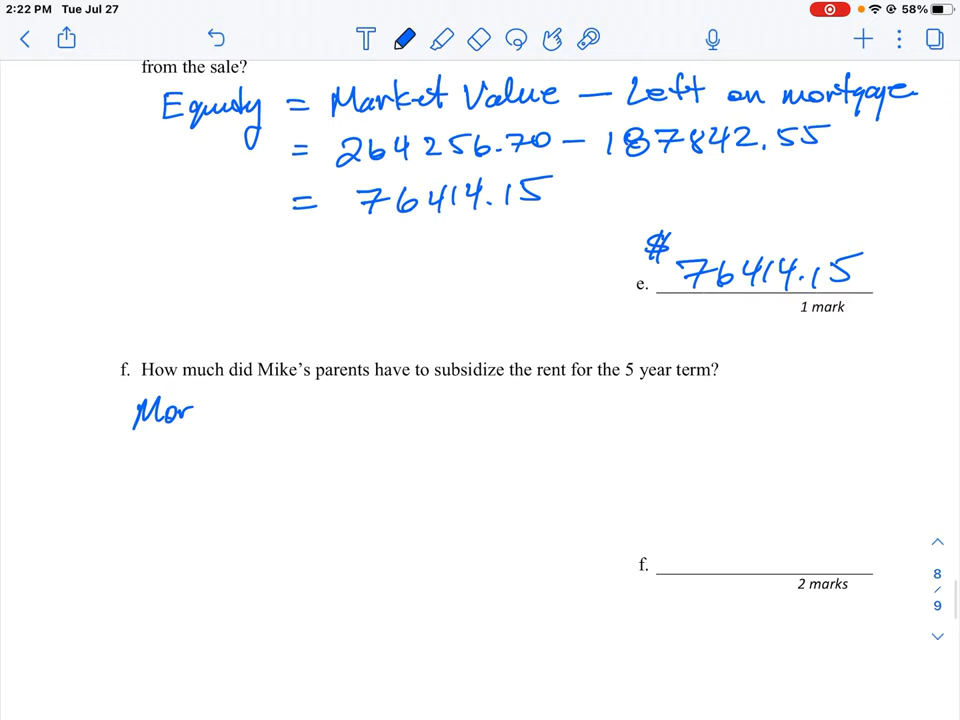 2:22 PM Tue Jul 27
58%
from the sale?
Equity = Market Value - Left on mortgage
= 264256.70 - 187842.55
= 76414.15
$
e. 76414.15
1 mark
f. How much did Mike's parents have to subsidize the rent for the 5 year term?
Mor
f.
2 marks
8
/
9